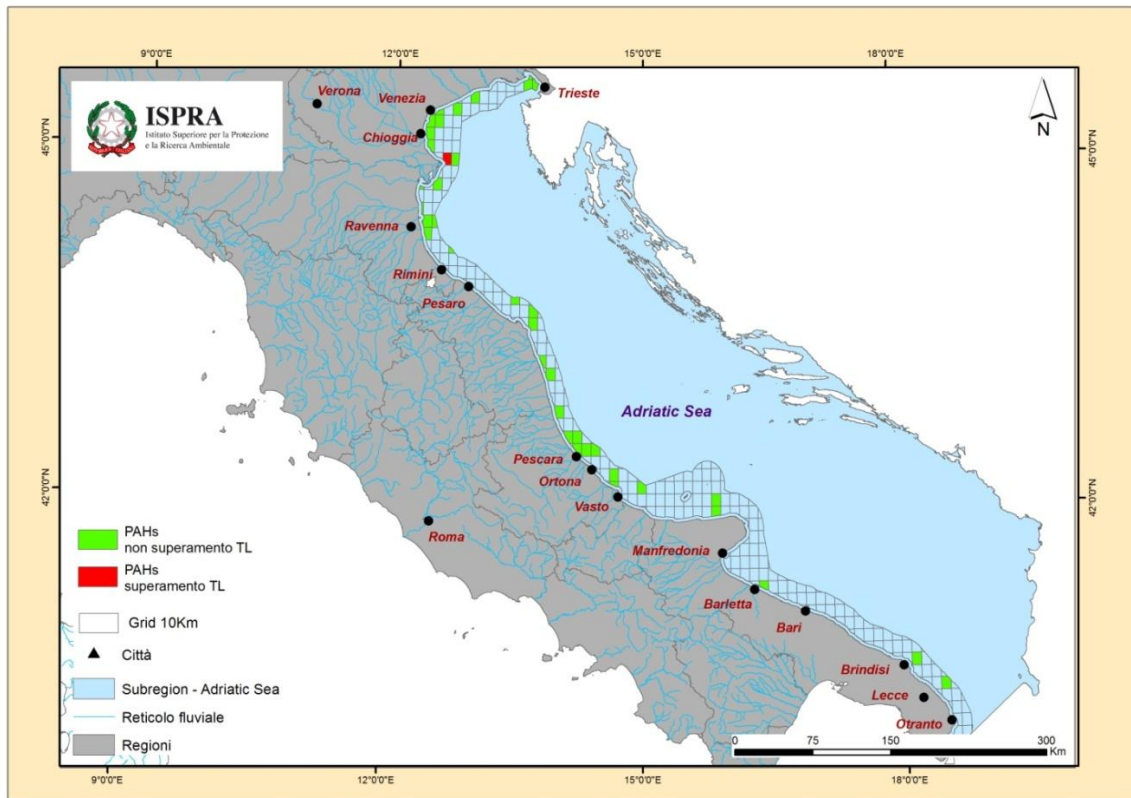 9°0'0"E 12°0'0"E 15°0'0"E 18°0'0"E
ISPRA
Istituto Superiore per la Protezione
e la Ricerca Ambientale
Verona
Venezia
Trieste
Chioggia
45°0'0"N
45°0'0"N
N
Ravenna
Rimini
Pesaro
Adriatic Sea
Pescara
Ortona
Vasto
42°0'0"N
42°0'0"N
Roma
Manfredonia
Barletta
Bari
Brindisi
Lecce
Otranto
PAHs
non superamento TL
PAHs
superamento TL
Grid 10Km
Città
Subregion - Adriatic Sea
Reticolo fluviale
Regioni
0 75 150 300
Km
9°0'0"E 12°0'0"E 15°0'0"E 18°0'0"E